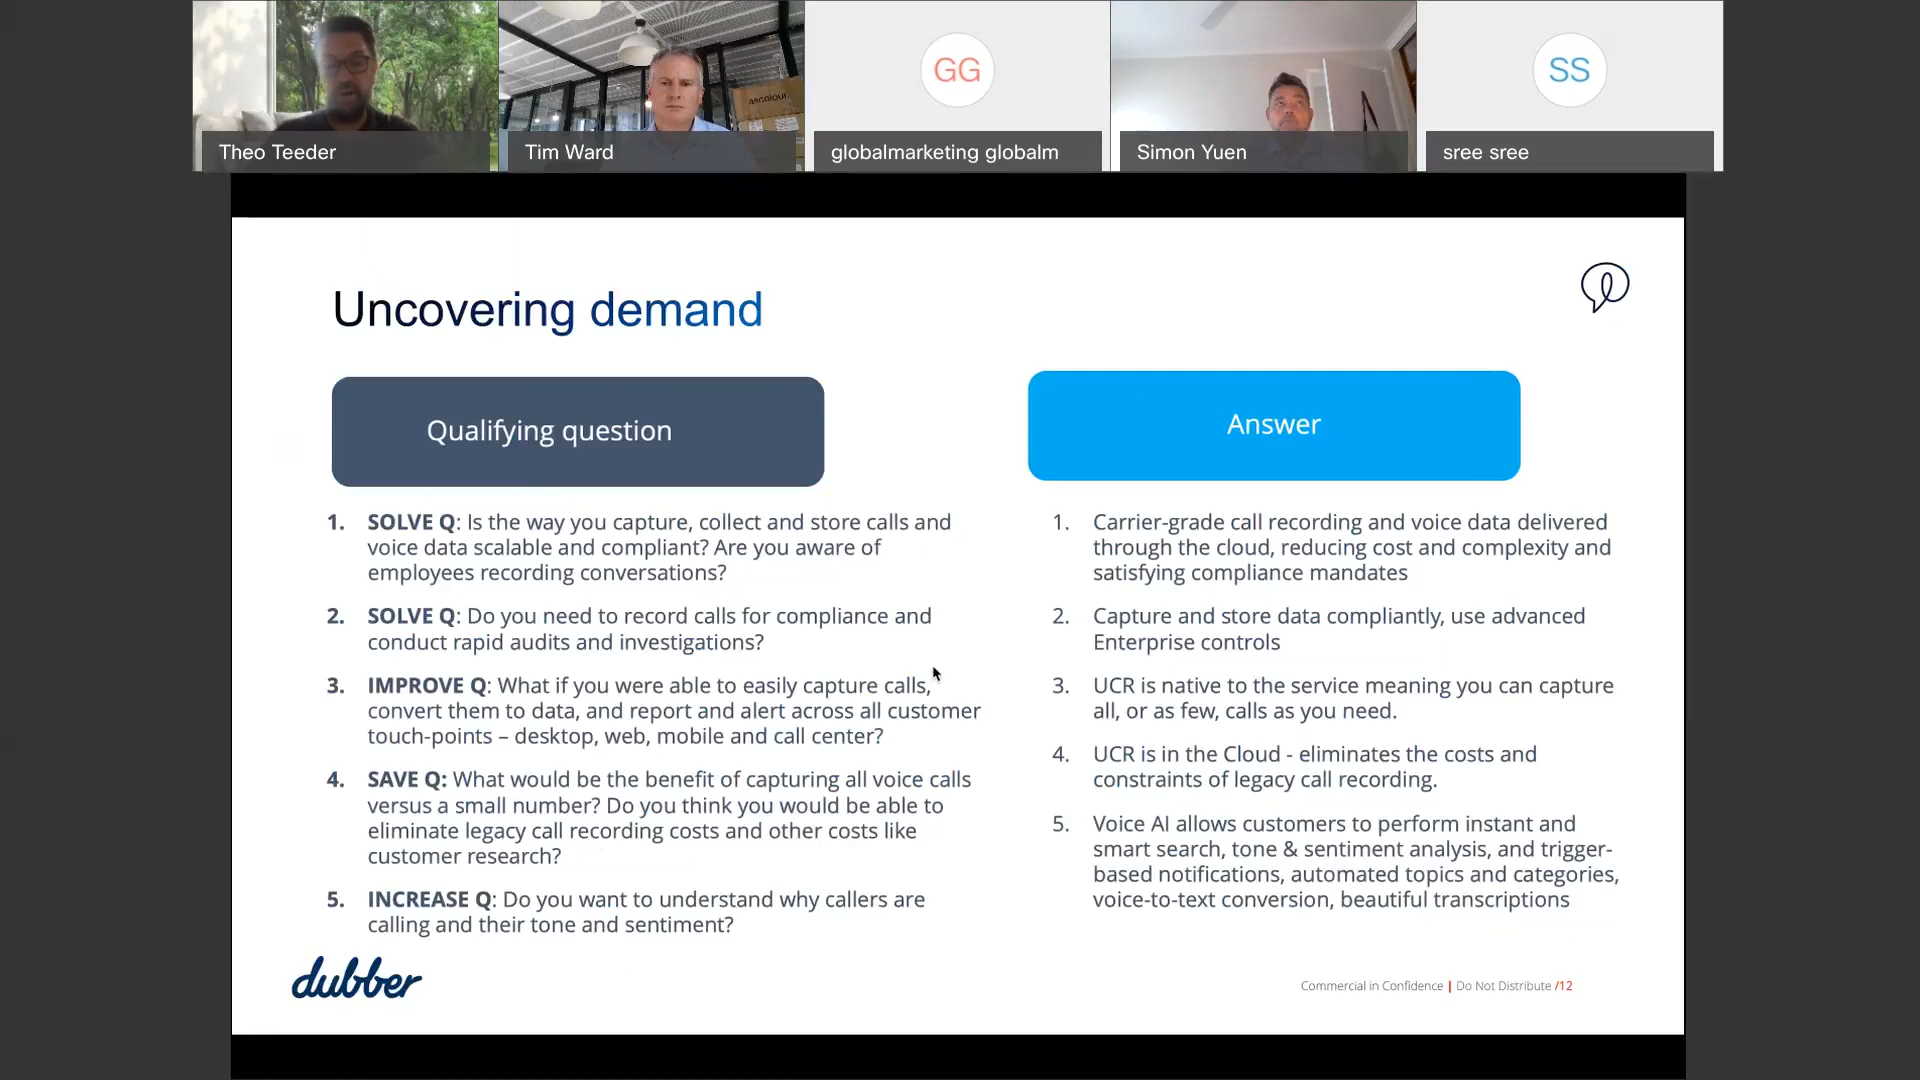 Theo Teeder
Tim Ward
GG
globalmarketing globalm
Simon Yuen
SS
sree sree
ascolour
Uncovering demand
Qualifying question
1. SOLVE Q: Is the way you capture, collect and store calls and
voice data scalable and compliant? Are you aware of
employees recording conversations?
2. SOLVE Q: Do you need to record calls for compliance and
conduct rapid audits and investigations?
3. IMPROVE Q: What if you were able to easily capture calls,
convert them to data, and report and alert across all customer
touch-points – desktop, web, mobile and call center?
4. SAVE Q: What would be the benefit of capturing all voice calls
versus a small number? Do you think you would be able to
eliminate legacy call recording costs and other costs like
customer research?
5. INCREASE Q: Do you want to understand why callers are
calling and their tone and sentiment?
Answer
1. Carrier-grade call recording and voice data delivered
through the cloud, reducing cost and complexity and
satisfying compliance mandates
2. Capture and store data compliantly, use advanced
Enterprise controls
3. UCR is native to the service meaning you can capture
all, or as few, calls as you need.
4. UCR is in the Cloud - eliminates the costs and
constraints of legacy call recording.
5. Voice AI allows customers to perform instant and
smart search, tone & sentiment analysis, and trigger-
based notifications, automated topics and categories,
voice-to-text conversion, beautiful transcriptions
dubber
Commercial in Confidence | Do Not Distribute /12